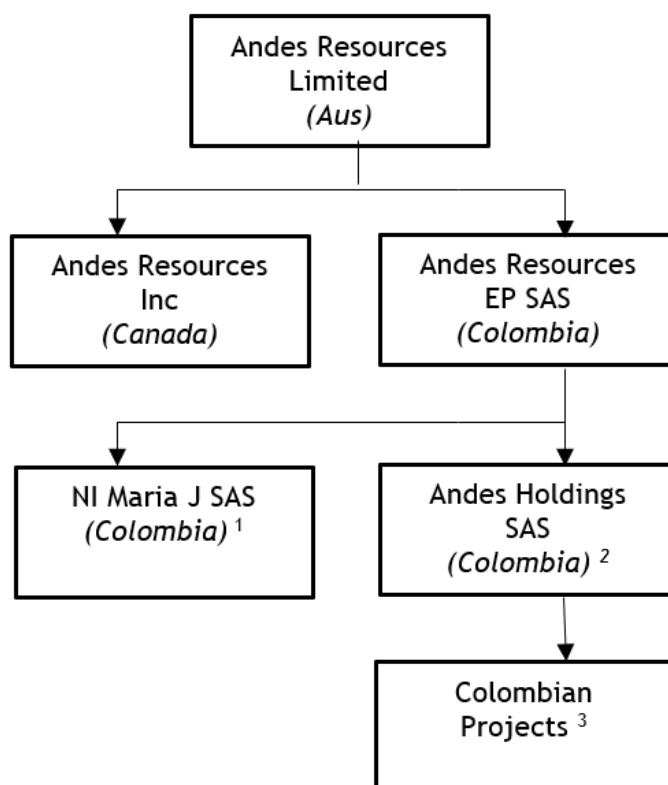 Andes Resources
Limited
(Aus)
Andes Resources
Inc
(Canada)
Andes Resources
EP SAS
(Colombia)
NI Maria J SAS
(Colombia) 1
Andes Holdings
SAS
(Colombia) 2
Colombian
Projects 3